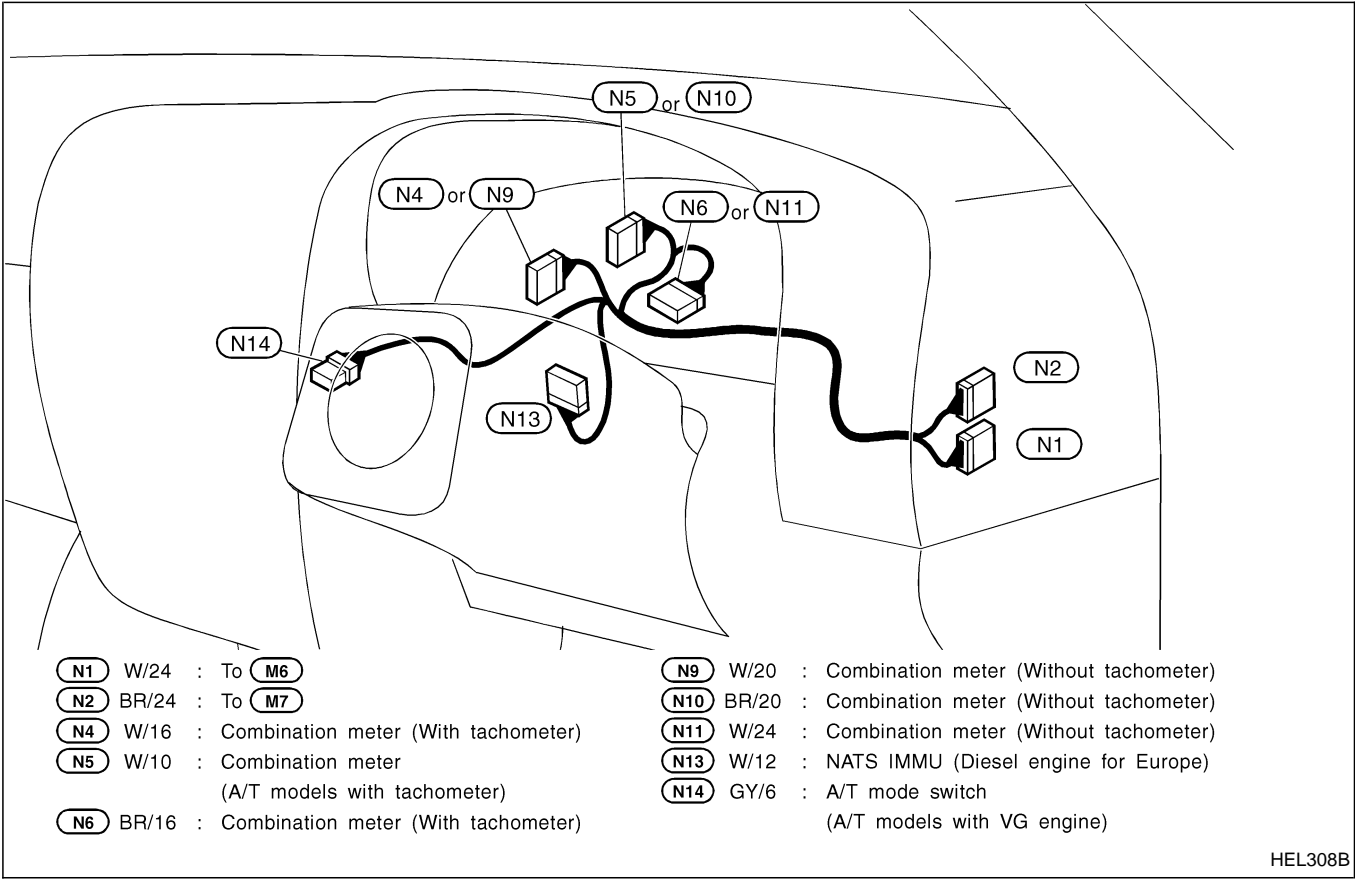 N5 or N10
N4 or N9
N6 or N11
N14
N13
N2
N1
N1 W/24 : To M6
N2 BR/24 : To M7
N4 W/16 : Combination meter (With tachometer)
N5 W/10 : Combination meter
(A/T models with tachometer)
N6 BR/16 : Combination meter (With tachometer)
N9 W/20 : Combination meter (Without tachometer)
N10 BR/20 : Combination meter (Without tachometer)
N11 W/24 : Combination meter (Without tachometer)
N13 W/12 : NATS IMMU (Diesel engine for Europe)
N14 GY/6 : A/T mode switch
(A/T models with VG engine)
HEL308B